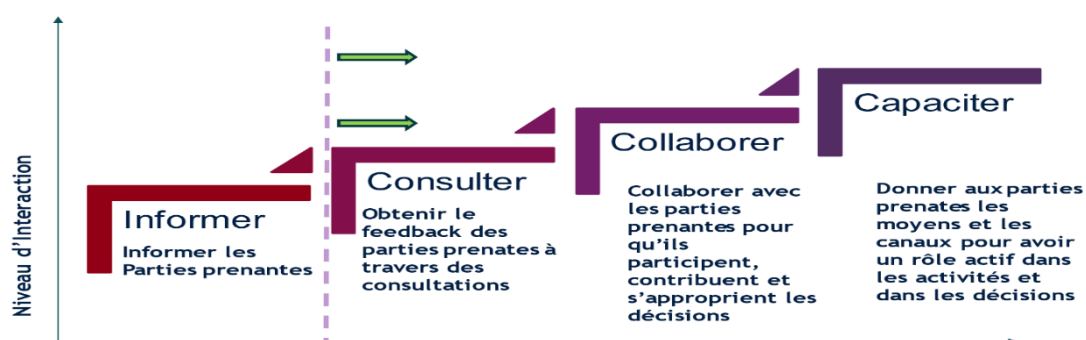 Niveau d'Interaction
Informer
Informer les
Parties prenantes
Consulter
Obtenir le
feedback des
parties prenates à
travers des
consultations
Collaborer
Collaborer avec
les parties
prenantes pour
qu'ils
participent,
contribuent et
s'approprient les
décisions
Capaciter
Donner aux parties
prenates les
moyens et les
canaux pour avoir
un rôle actif dans
les activités et
dans les décisions